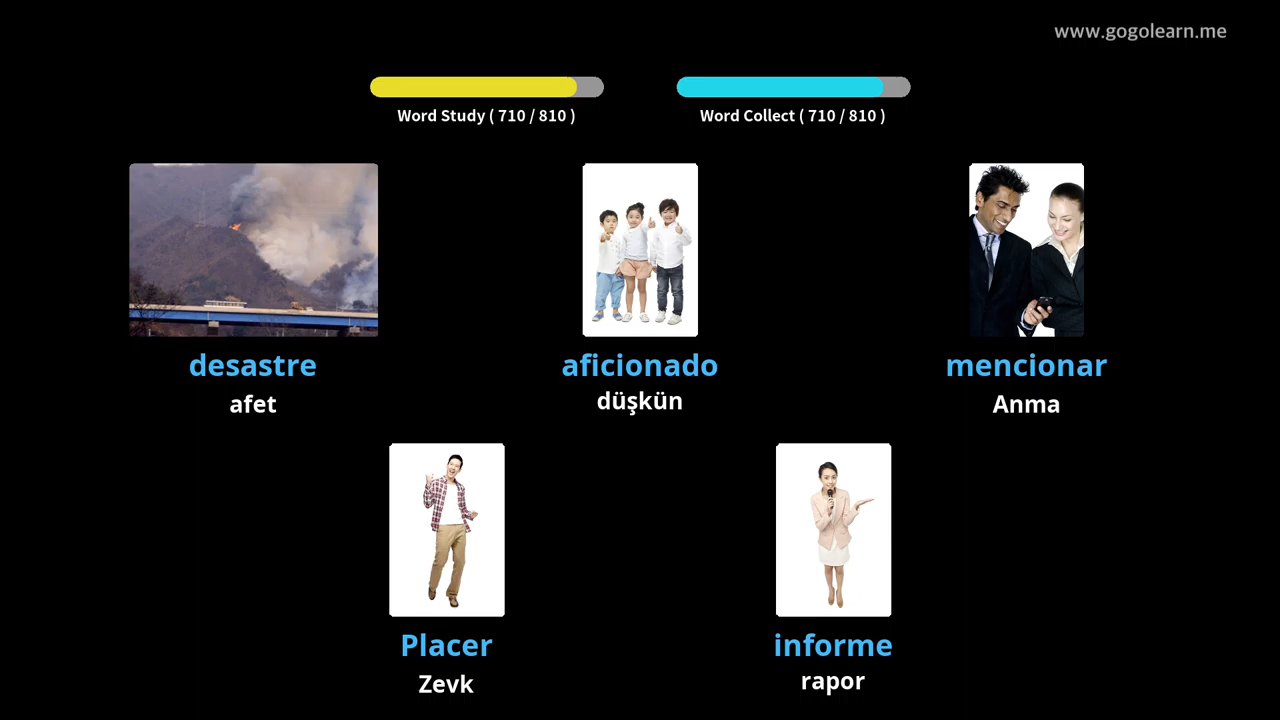 www.gogolearn.me
Word Study ( 710 / 810 )
Word Collect ( 710 / 810 )
desastre
afet
aficionado
düşkün
mencionar
Anma
Placer
Zevk
informe
rapor